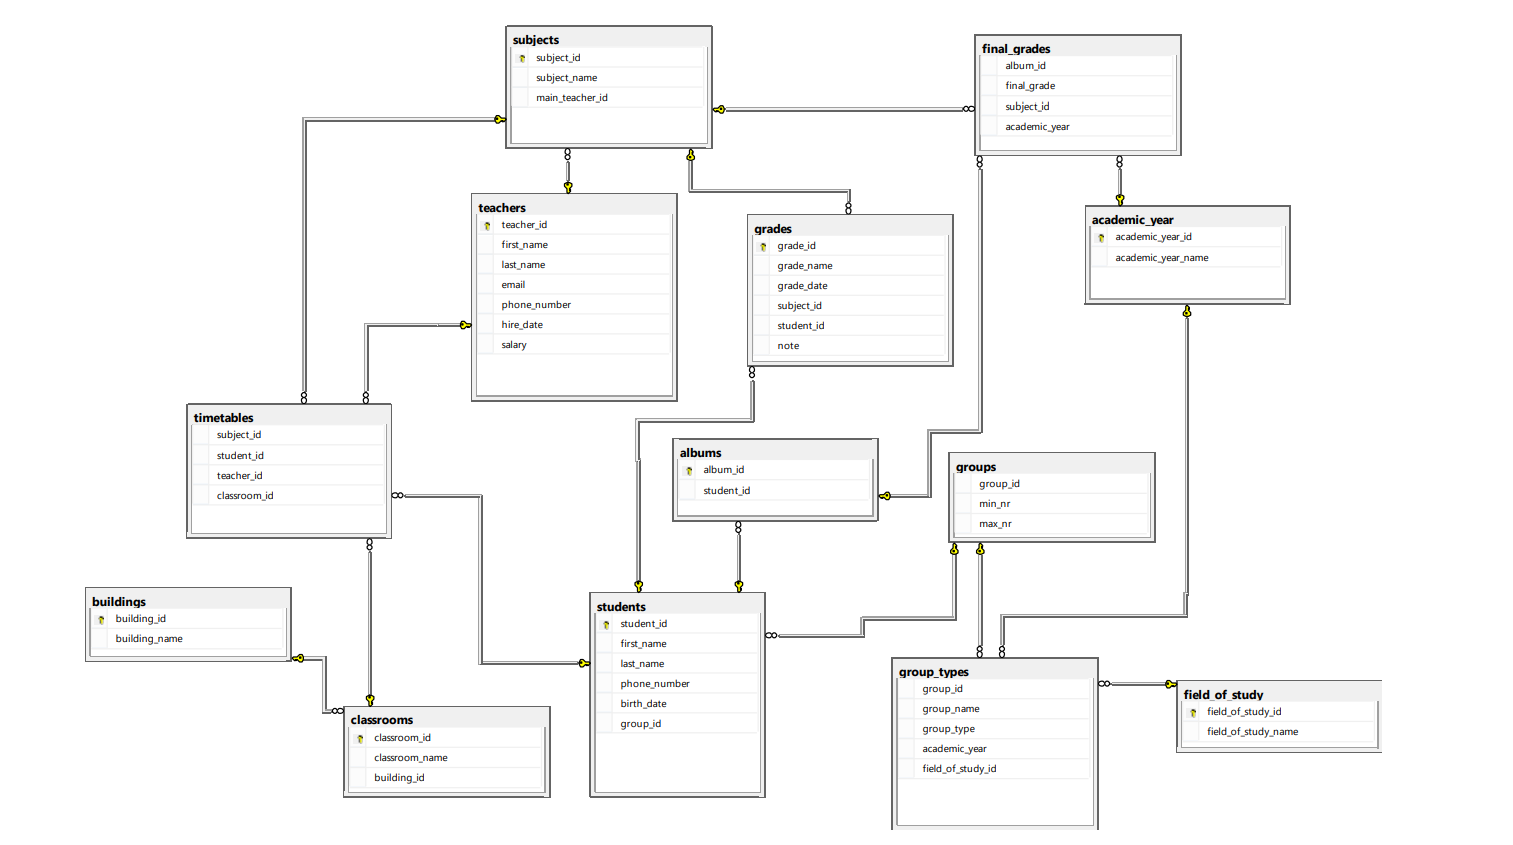 subjects
subject_id
subject_name
main_teacher_id
final_grades
album_id
final_grade
subject_id
academic_year
teachers
teacher_id
first_name
last_name
email
phone_number
hire_date
salary
grades
grade_id
grade_name
grade_date
subject_id
student_id
note
academic_year
academic_year_id
academic_year_name
timetables
subject_id
student_id
teacher_id
classroom_id
albums
album_id
student_id
groups
group_id
min_nr
max_nr
buildings
building_id
building_name
students
student_id
first_name
last_name
phone_number
birth_date
group_id
classrooms
classroom_id
classroom_name
building_id
group_types
group_id
group_name
group_type
academic_year
field_of_study_id
field_of_study
field_of_study_id
field_of_study_name